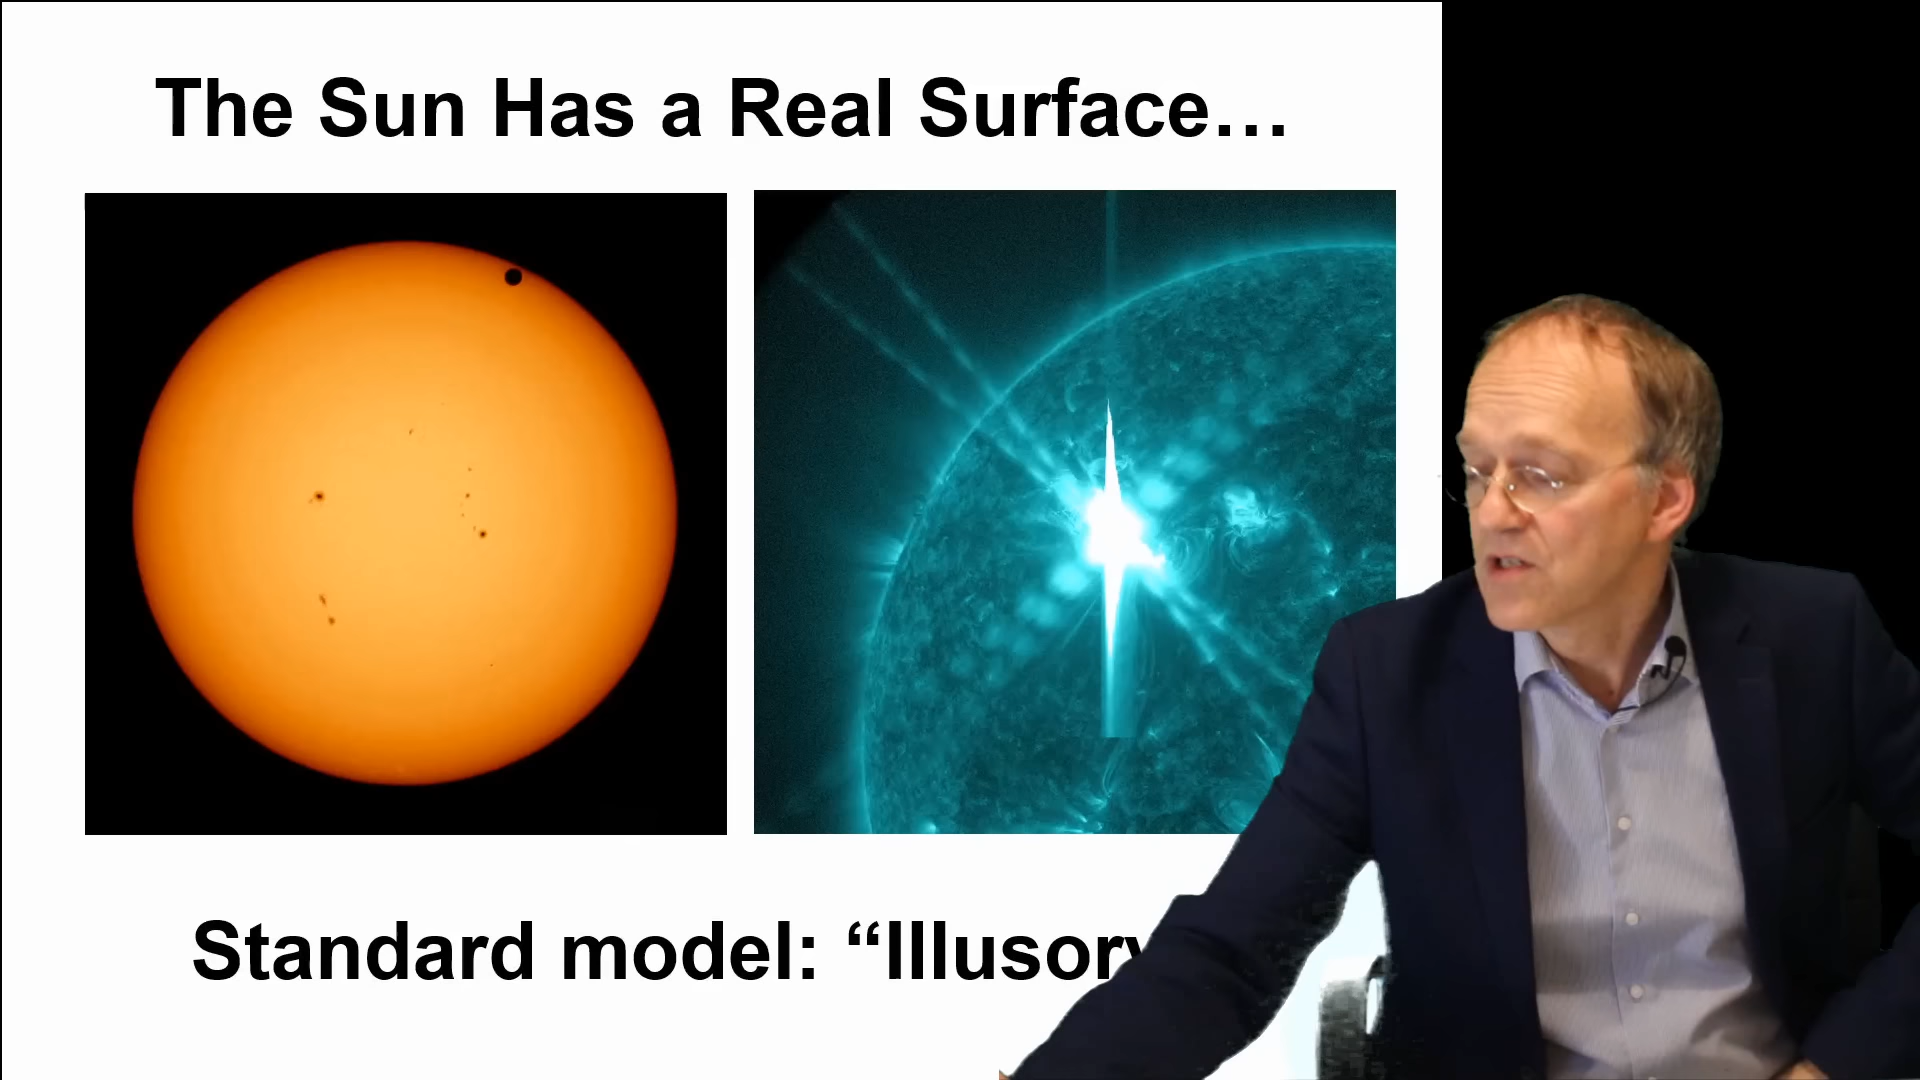 The Sun Has a Real Surface…
Standard model: “Illusory